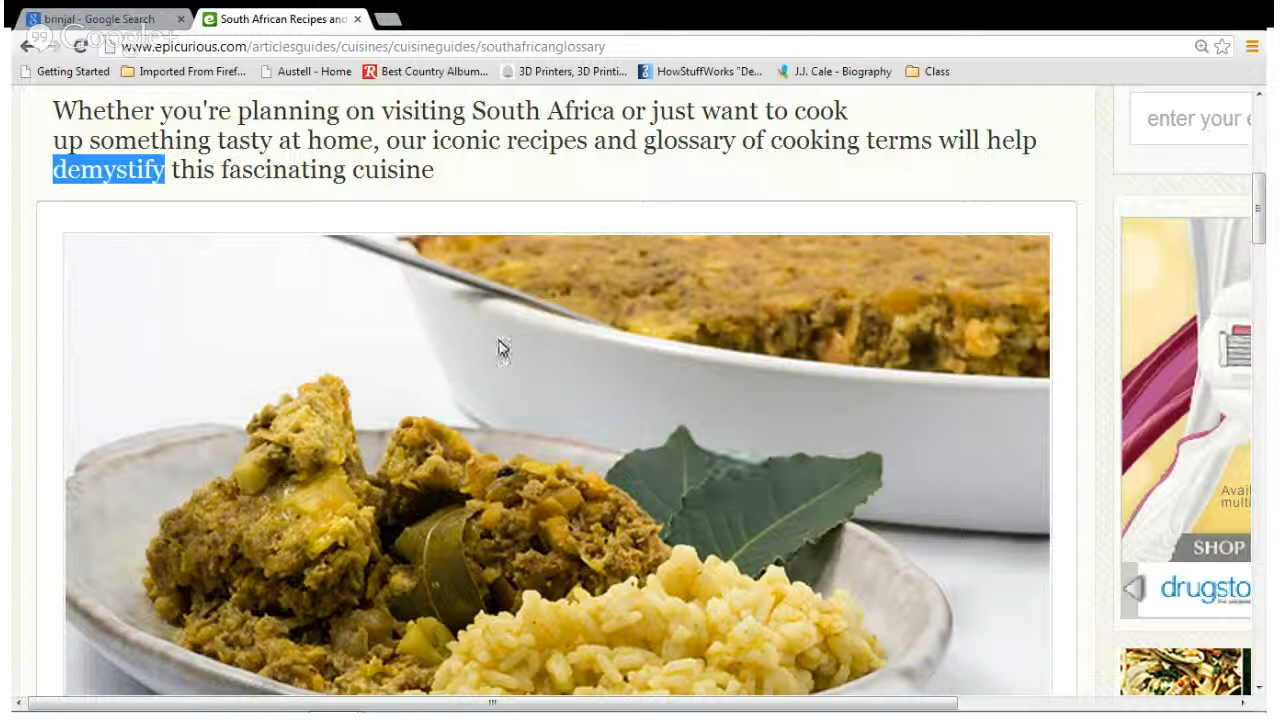 brinjal - Google Search
South African Recipes and
Google+
www.epicurious.com/articlesguides/cuisines/cuisineguides/southafricanglossary
Getting Started
Imported From Firef...
Austell - Home
Best Country Album...
3D Printers, 3D Printi...
HowStuffWorks "De...
J.J. Cale - Biography
Class
Whether you're planning on visiting South Africa or just want to cook
up something tasty at home, our iconic recipes and glossary of cooking terms will help
demystify this fascinating cuisine
enter your e
Avai
multi
SHOP
drugsto